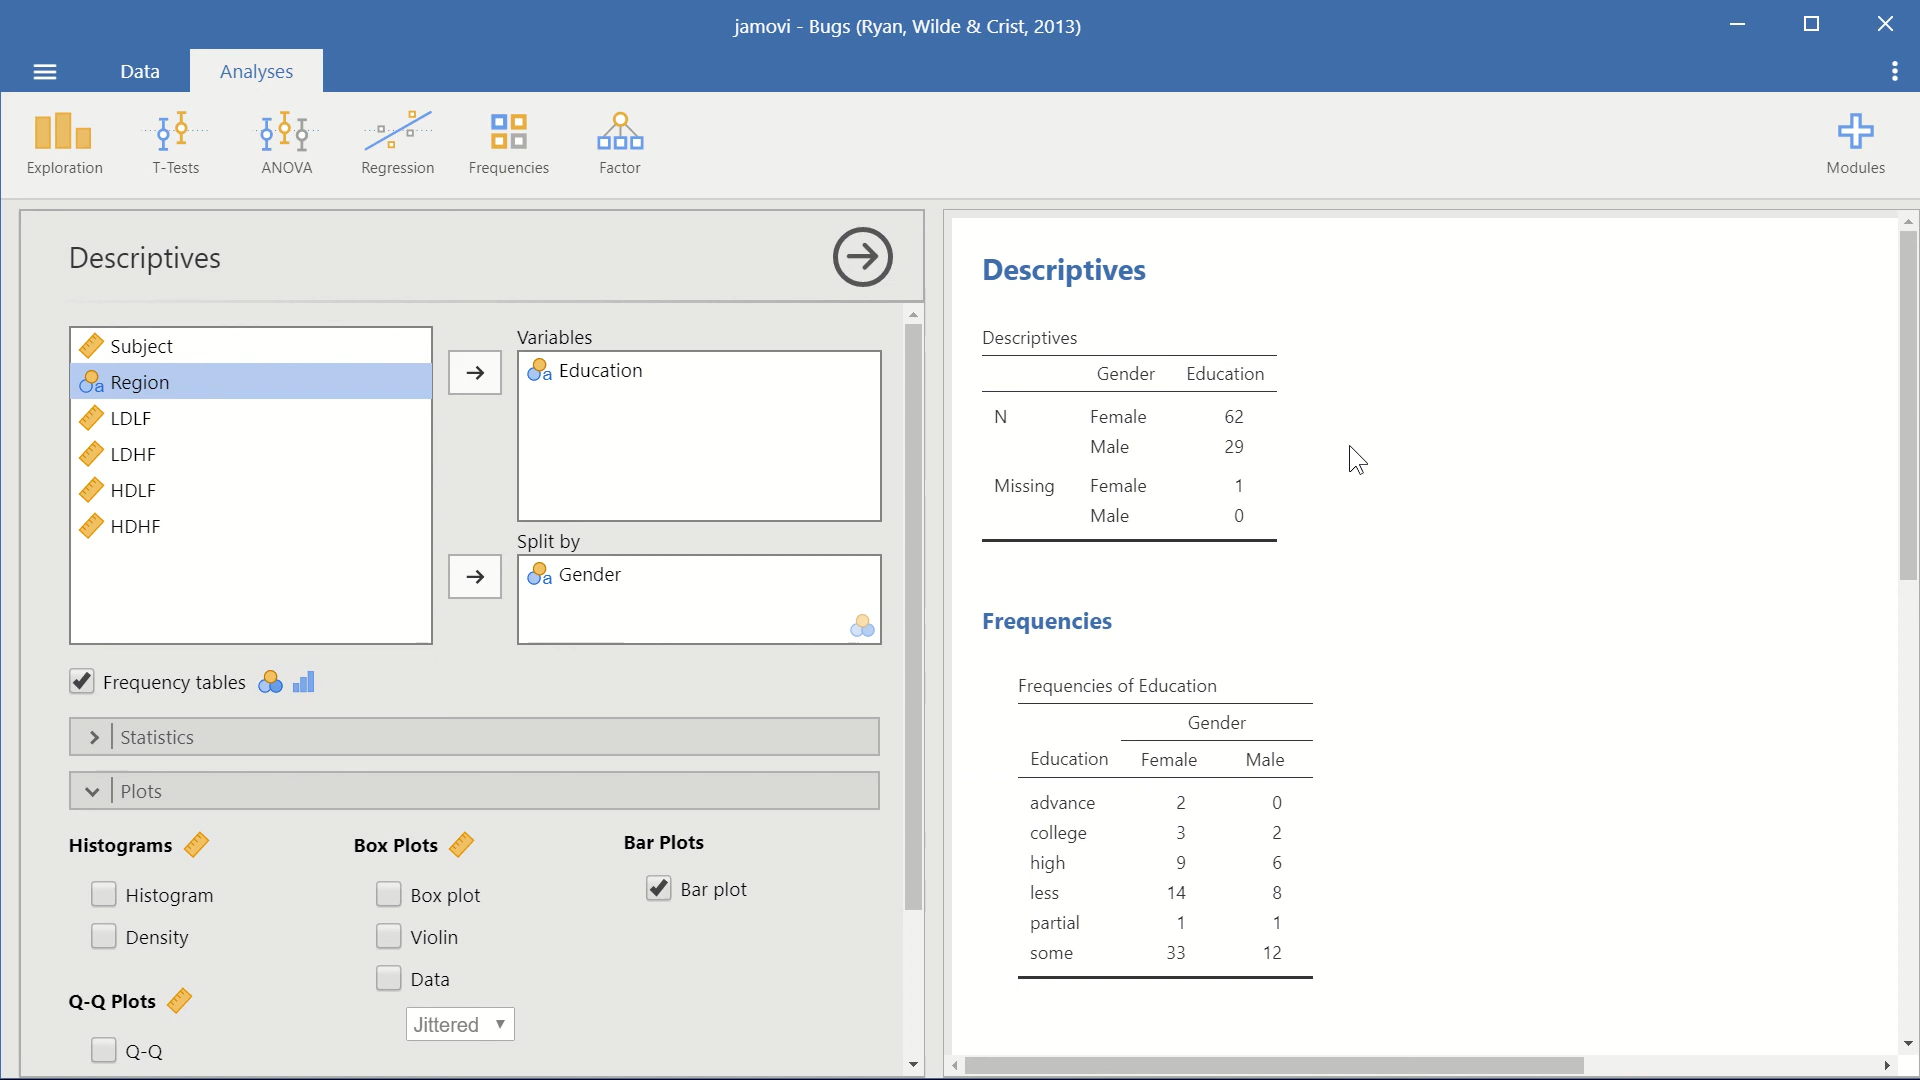 jamovi - Bugs (Ryan, Wilde & Crist, 2013)
Data Analyses
Exploration T-Tests ANOVA Regression Frequencies Factor Modules
Descriptives
Subject
Region
LDLF
LDHF
HDLF
HDHF
Variables
a Education
Split by
a Gender
Frequency tables
Statistics
Plots
Histograms Box Plots Bar Plots
Histogram Box plot Bar plot
Density Violin
Data
Q-Q Plots
Jittered
Q-Q
Descriptives
Descriptives
Gender Education
N Female 62
Male 29
Missing Female 1
Male 0
Frequencies
Frequencies of Education
Gender
Education Female Male
advance 2 0
college 3 2
high 9 6
less 14 8
partial 1 1
some 33 12